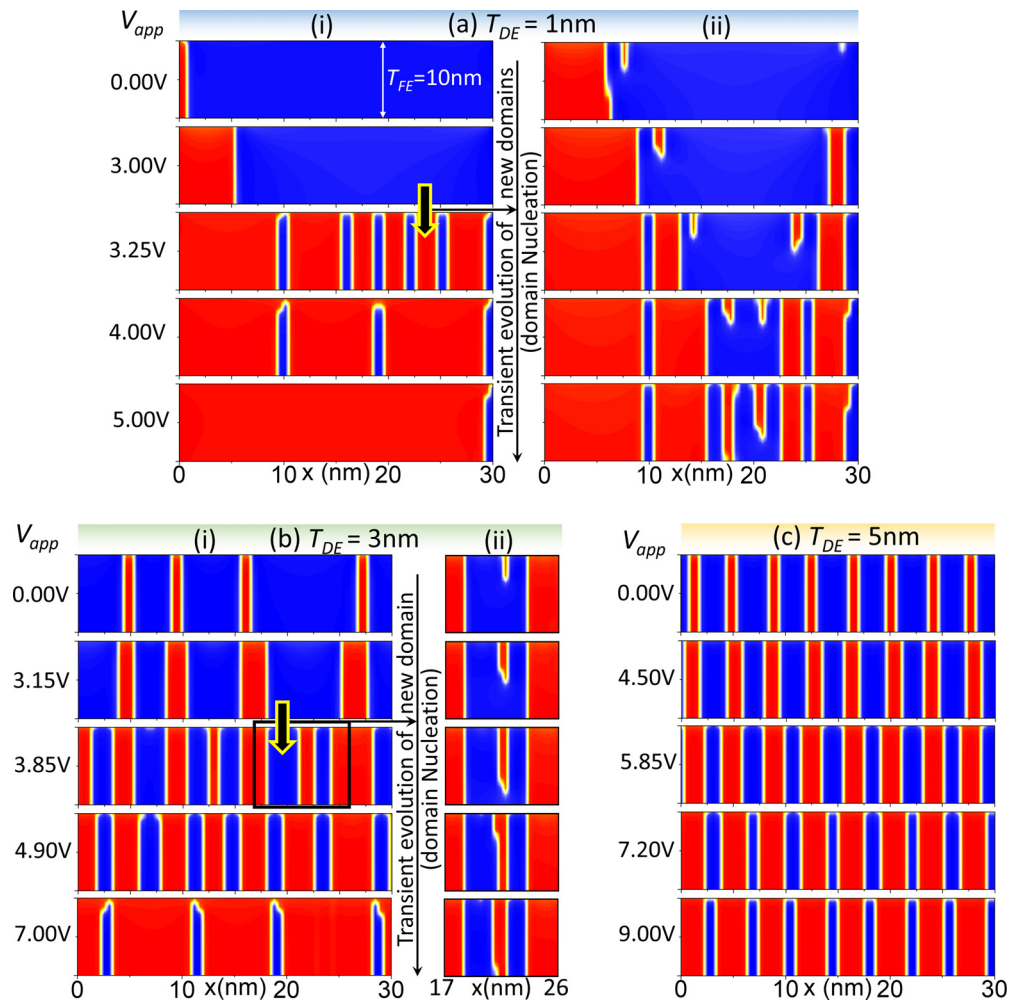 V_app (i) (a) T_DE = 1nm (ii)
0.00V
T_FE=10nm
3.00V
3.25V
4.00V
5.00V
Transient evolution of new domains
(domain Nucleation)
0 10 x (nm) 20 30
0 10 x(nm) 20 30
V_app (i) (b) T_DE = 3nm (ii)
0.00V
3.15V
3.85V
4.90V
7.00V
Transient evolution of new domain
(domain Nucleation)
0 10 x(nm) 20 30
17 x(nm) 26
V_app (c) T_DE = 5nm
0.00V
4.50V
5.85V
7.20V
9.00V
0 10 x(nm) 20 30